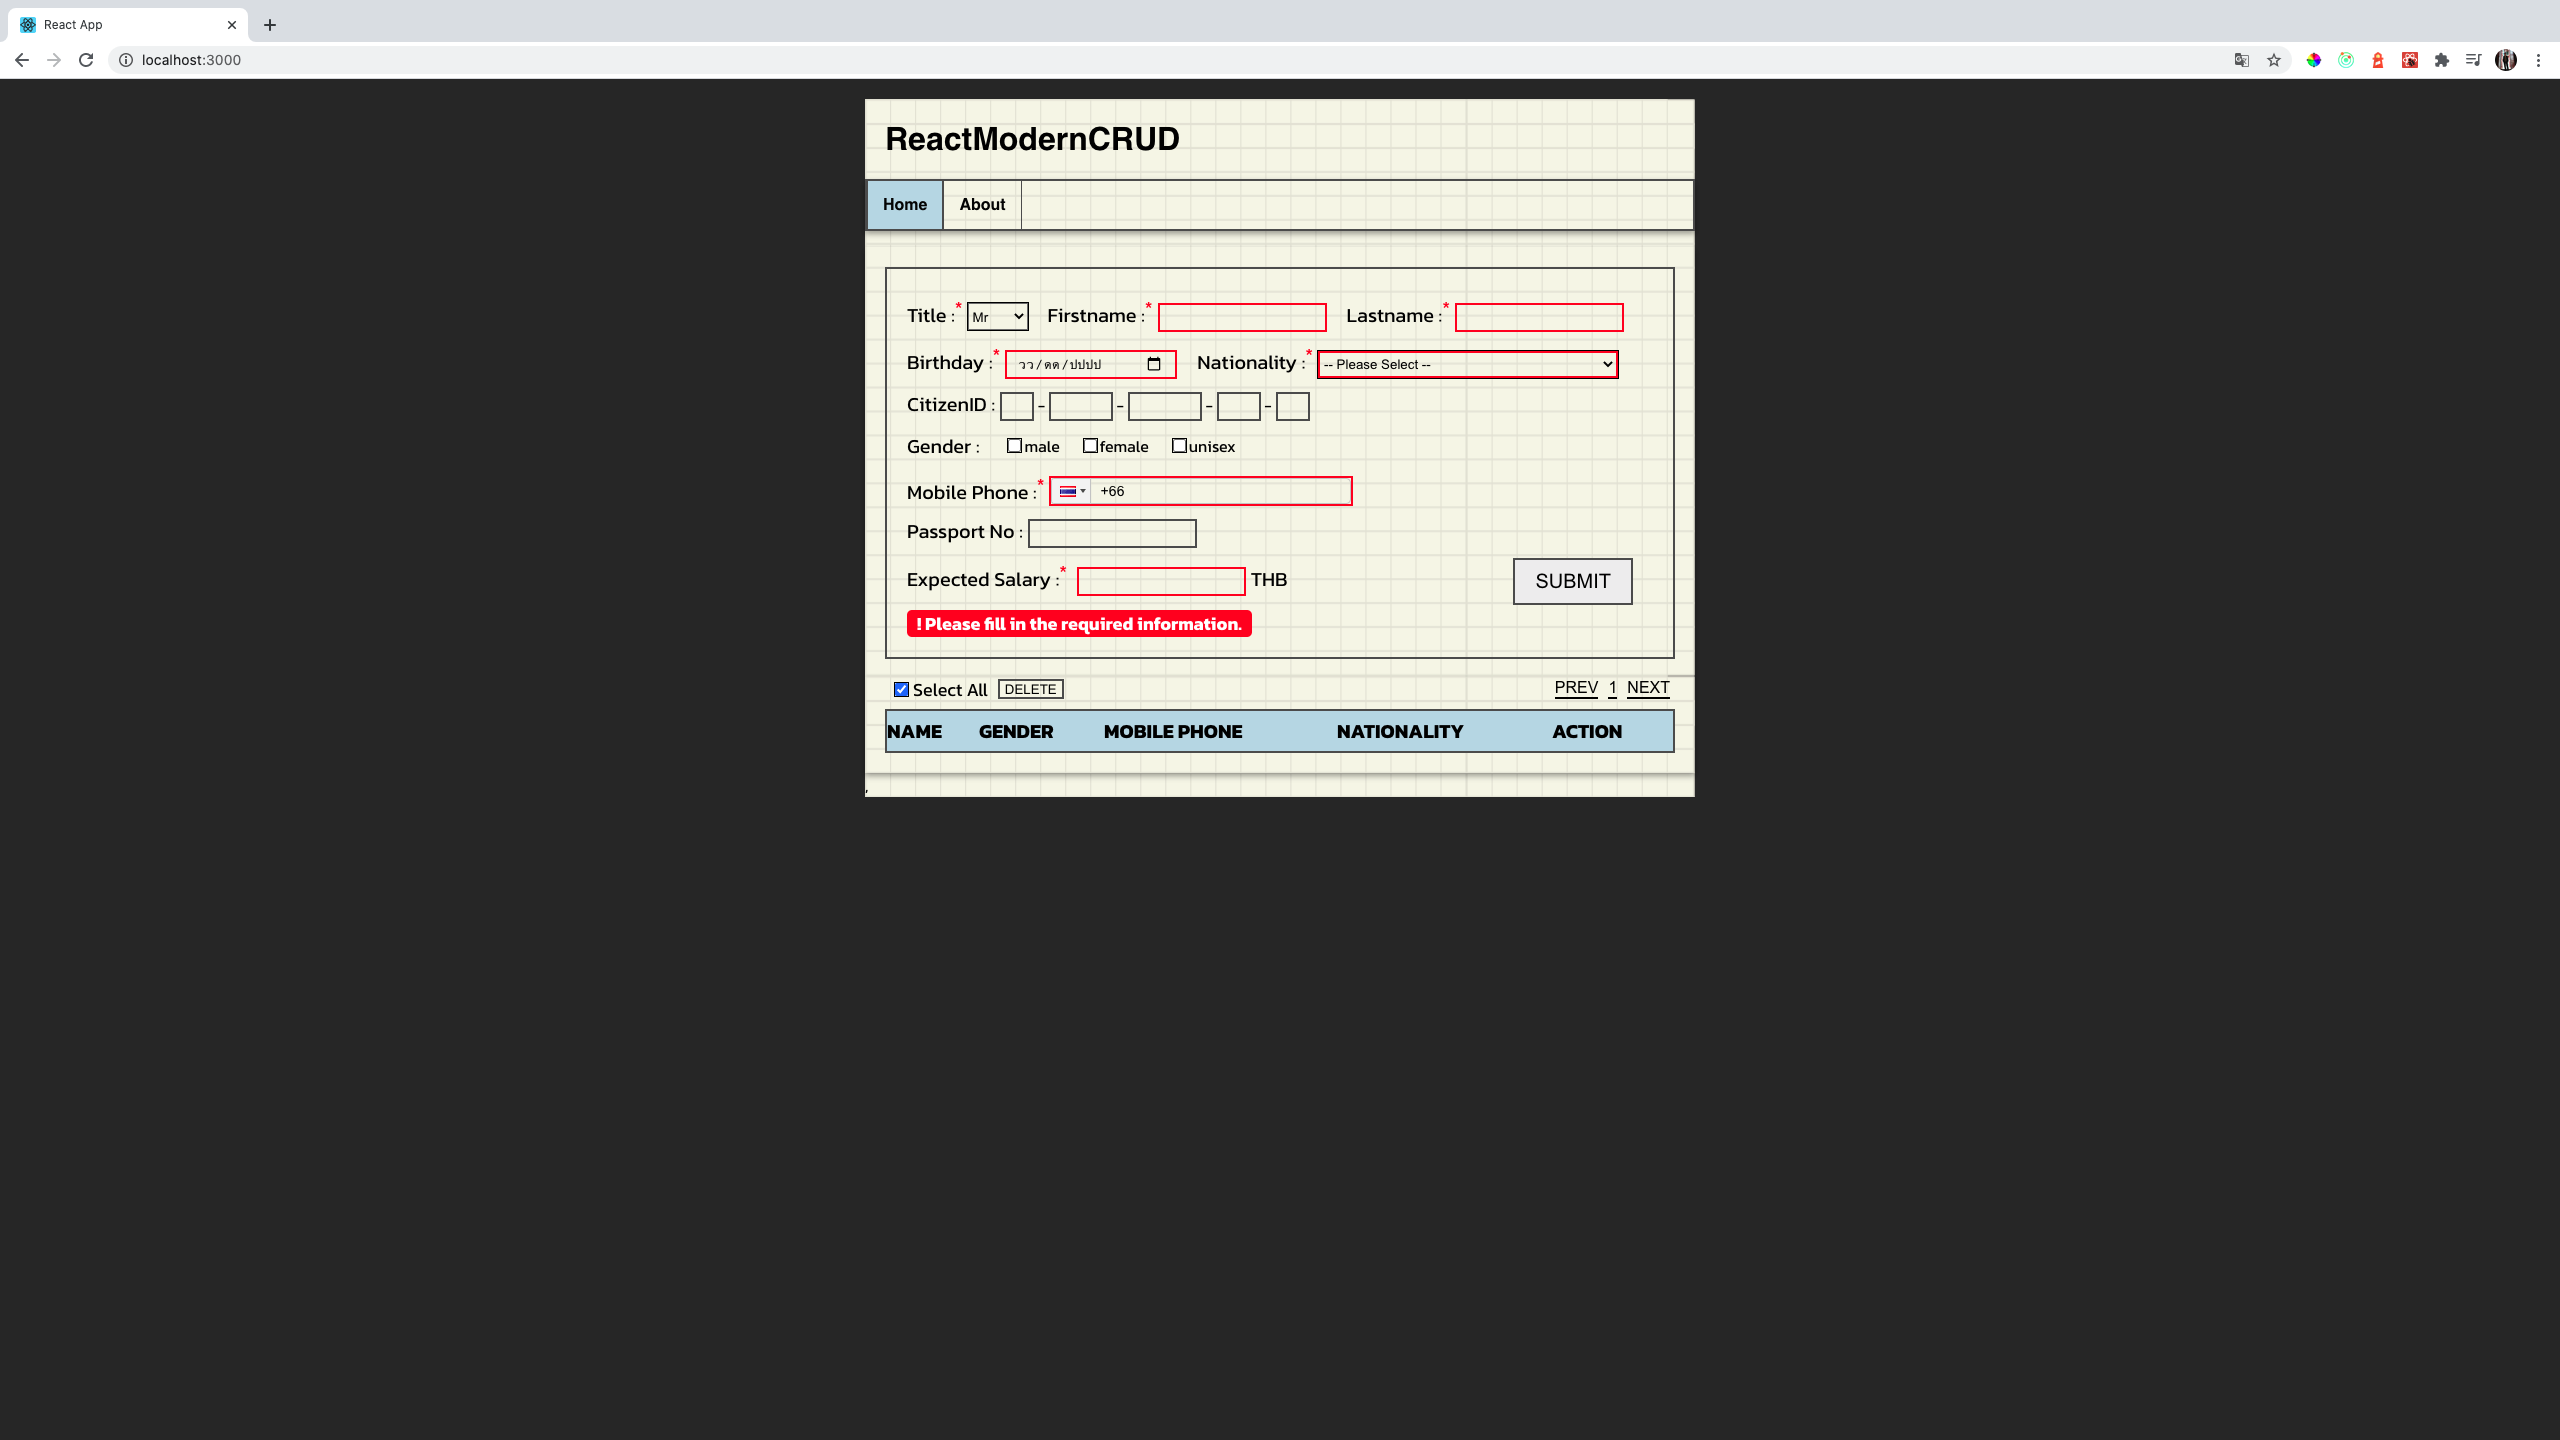 React App
localhost:3000
ReactModernCRUD
Home About
Title :* Mr Firstname :* Lastname :*
Birthday :* วว/ดด/ปปปป Nationality :* -- Please Select --
CitizenID : - - - -
Gender : male female unisex
Mobile Phone :* +66
Passport No :
Expected Salary :* THB
SUBMIT
! Please fill in the required information.
Select All DELETE PREV 1 NEXT
NAME GENDER MOBILE PHONE NATIONALITY ACTION
,